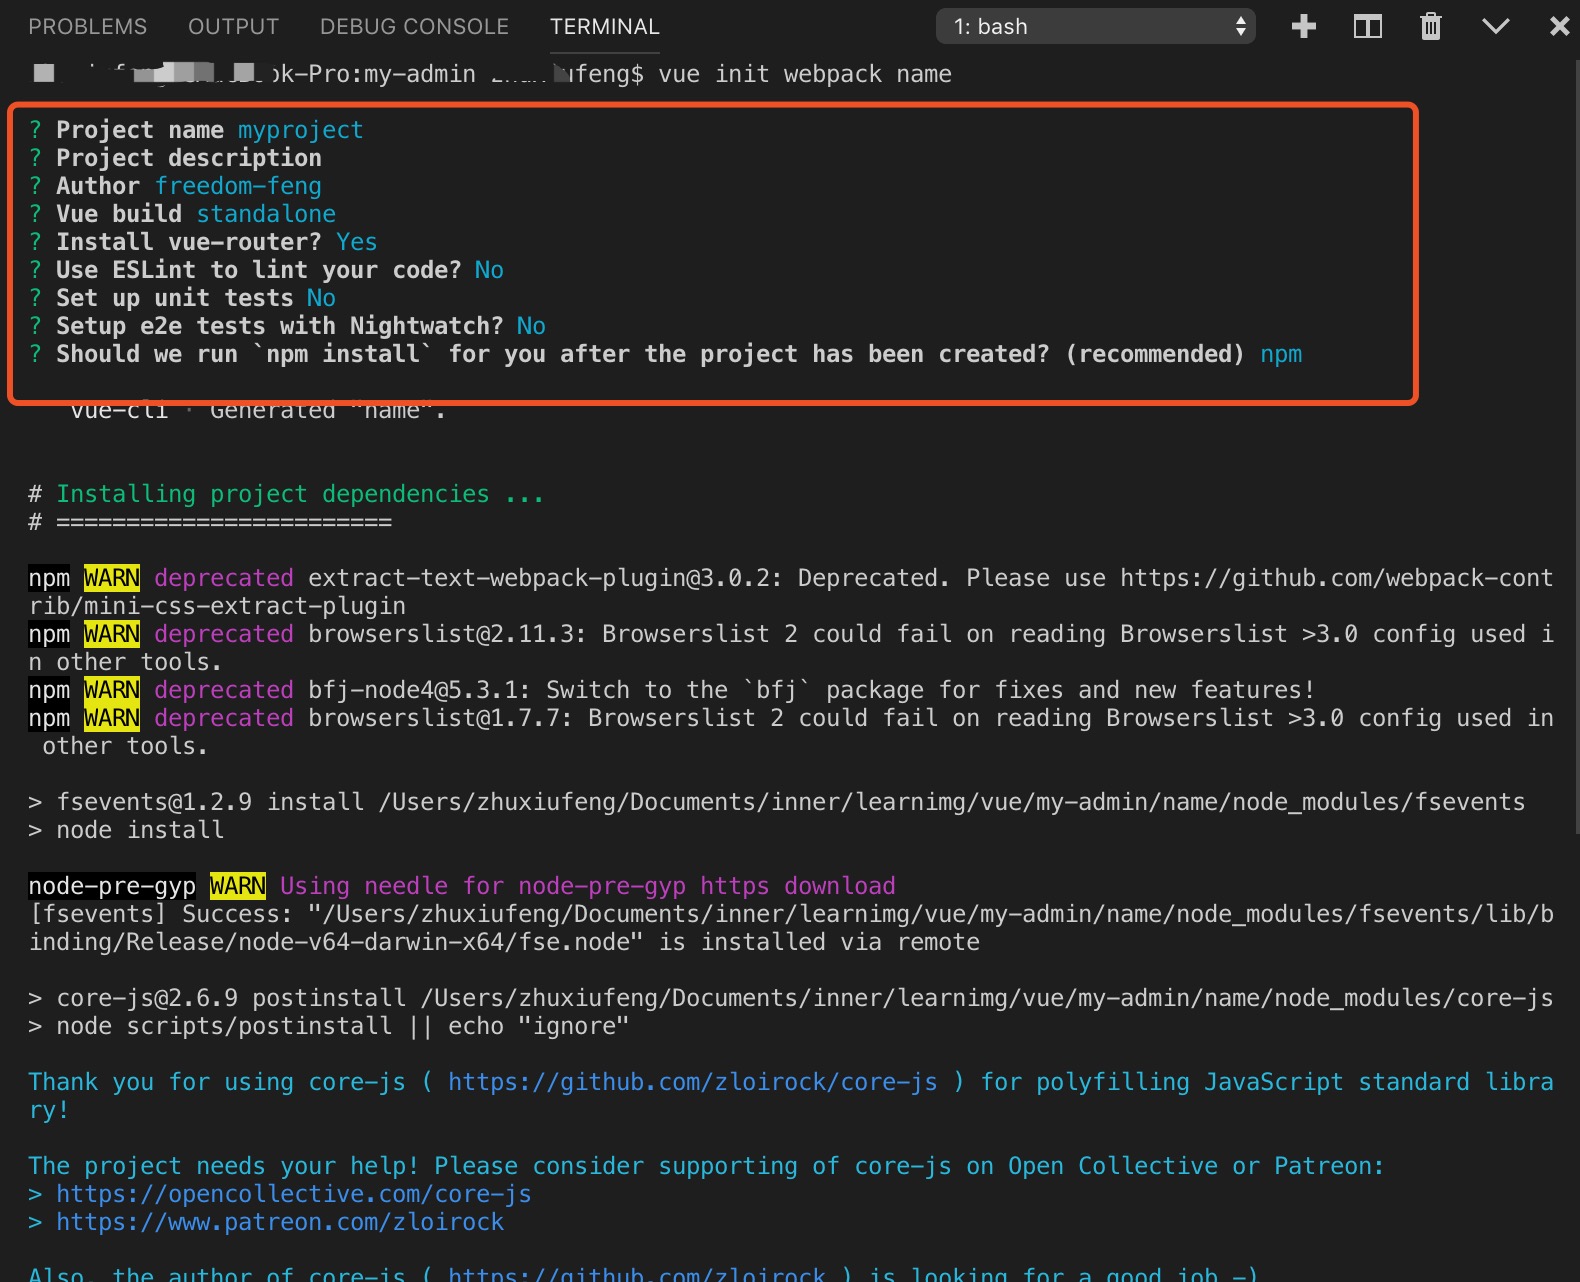 PROBLEMS OUTPUT DEBUG CONSOLE TERMINAL 1: bash
ok-Pro:my-admin ufeng$ vue init webpack name
? Project name myproject
? Project description
? Author freedom-feng
? Vue build standalone
? Install vue-router? Yes
? Use ESLint to lint your code? No
? Set up unit tests No
? Setup e2e tests with Nightwatch? No
? Should we run `npm install` for you after the project has been created? (recommended) npm
vue-cli · Generated "name".
# Installing project dependencies ...
# ========================
npm WARN deprecated extract-text-webpack-plugin@3.0.2: Deprecated. Please use https://github.com/webpack-cont
rib/mini-css-extract-plugin
npm WARN deprecated browserslist@2.11.3: Browserslist 2 could fail on reading Browserslist >3.0 config used i
n other tools.
npm WARN deprecated bfj-node4@5.3.1: Switch to the `bfj` package for fixes and new features!
npm WARN deprecated browserslist@1.7.7: Browserslist 2 could fail on reading Browserslist >3.0 config used in
other tools.
> fsevents@1.2.9 install /Users/zhuxiufeng/Documents/inner/learnimg/vue/my-admin/name/node_modules/fsevents
> node install
node-pre-gyp WARN Using needle for node-pre-gyp https download
[fsevents] Success: "/Users/zhuxiufeng/Documents/inner/learnimg/vue/my-admin/name/node_modules/fsevents/lib/b
inding/Release/node-v64-darwin-x64/fse.node" is installed via remote
> core-js@2.6.9 postinstall /Users/zhuxiufeng/Documents/inner/learnimg/vue/my-admin/name/node_modules/core-js
> node scripts/postinstall || echo "ignore"
Thank you for using core-js ( https://github.com/zloirock/core-js ) for polyfilling JavaScript standard libra
ry!
The project needs your help! Please consider supporting of core-js on Open Collective or Patreon:
> https://opencollective.com/core-js
> https://www.patreon.com/zloirock
Also, the author of core-js ( https://github.com/zloirock ) is looking for a good job -)